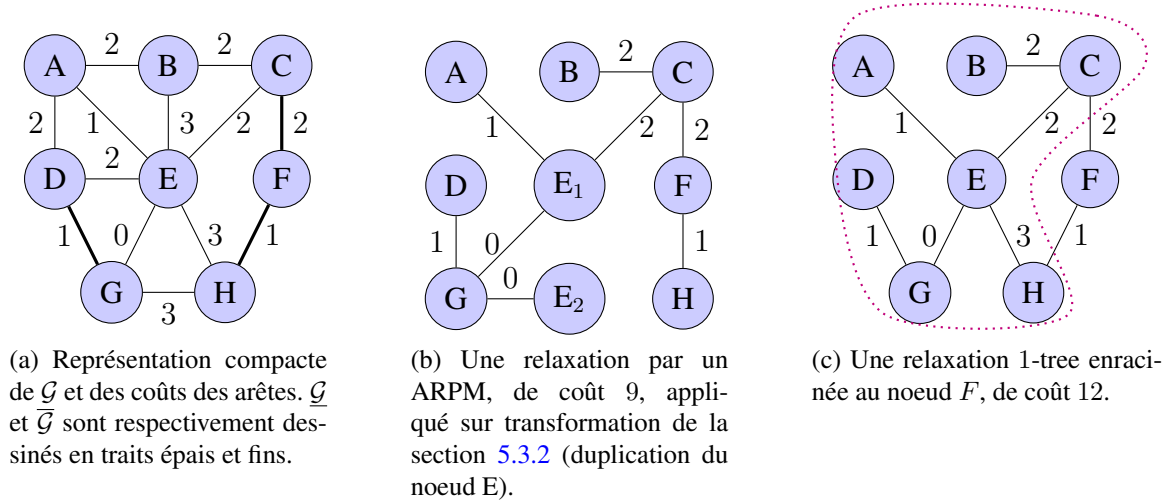 A 2 B 2 C
2 1 3 2 2
D 2 E F
1 0 3 1
G 3 H
A B 2 C
1 2 2
D E₁ F
1 0 0 1
G E₂ H
A B 2 C
1 2 2
D E F
1 0 3 1
G H
(a) Représentation compacte
de G et des coûts des arêtes. G
et G sont respectivement des-
sinés en traits épais et fins.
(b) Une relaxation par un
ARPM, de coût 9, appli-
qué sur transformation de la
section 5.3.2 (duplication du
noeud E).
(c) Une relaxation 1-tree enraci-
née au noeud F, de coût 12.